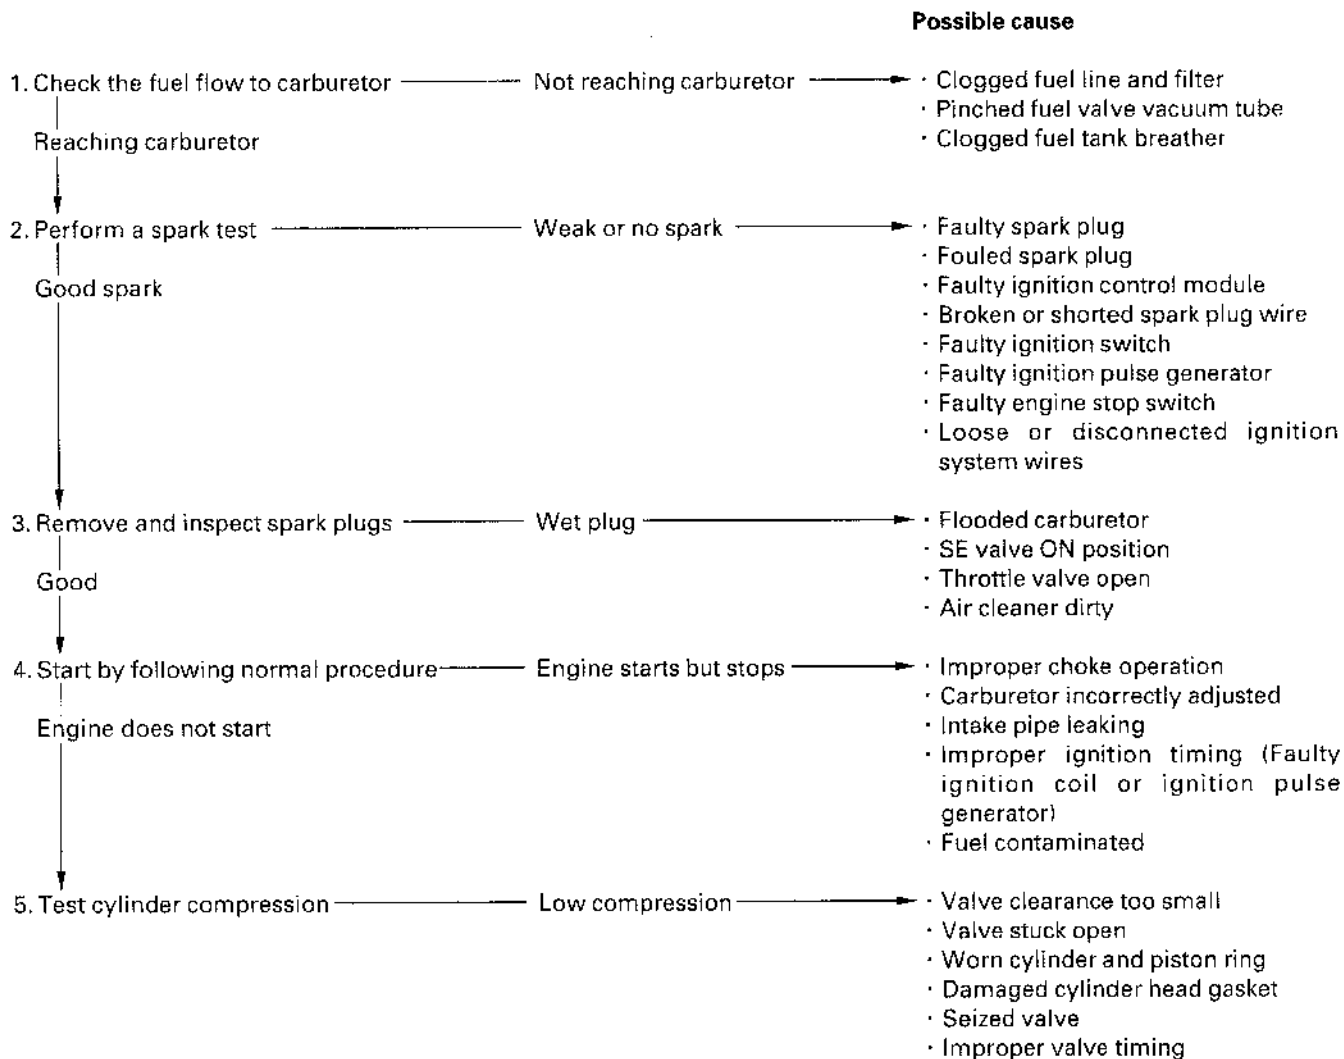 Possible cause
1. Check the fuel flow to carburetor Not reaching carburetor · Clogged fuel line and filter
· Pinched fuel valve vacuum tube
Reaching carburetor · Clogged fuel tank breather
2. Perform a spark test Weak or no spark · Faulty spark plug
· Fouled spark plug
Good spark · Faulty ignition control module
· Broken or shorted spark plug wire
· Faulty ignition switch
· Faulty ignition pulse generator
· Faulty engine stop switch
· Loose or disconnected ignition
system wires
3. Remove and inspect spark plugs Wet plug · Flooded carburetor
· SE valve ON position
Good · Throttle valve open
· Air cleaner dirty
4. Start by following normal procedure Engine starts but stops · Improper choke operation
· Carburetor incorrectly adjusted
Engine does not start · Intake pipe leaking
· Improper ignition timing (Faulty
ignition coil or ignition pulse
generator)
· Fuel contaminated
5. Test cylinder compression Low compression · Valve clearance too small
· Valve stuck open
· Worn cylinder and piston ring
· Damaged cylinder head gasket
· Seized valve
· Improper valve timing